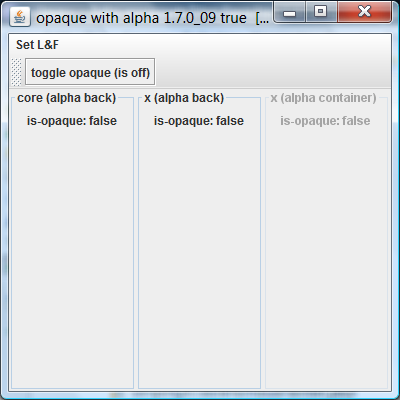 opaque with alpha 1.7.0_09 true [...
Set L&F
toggle opaque (is off)
core (alpha back) x (alpha back) x (alpha container)
is-opaque: false is-opaque: false is-opaque: false